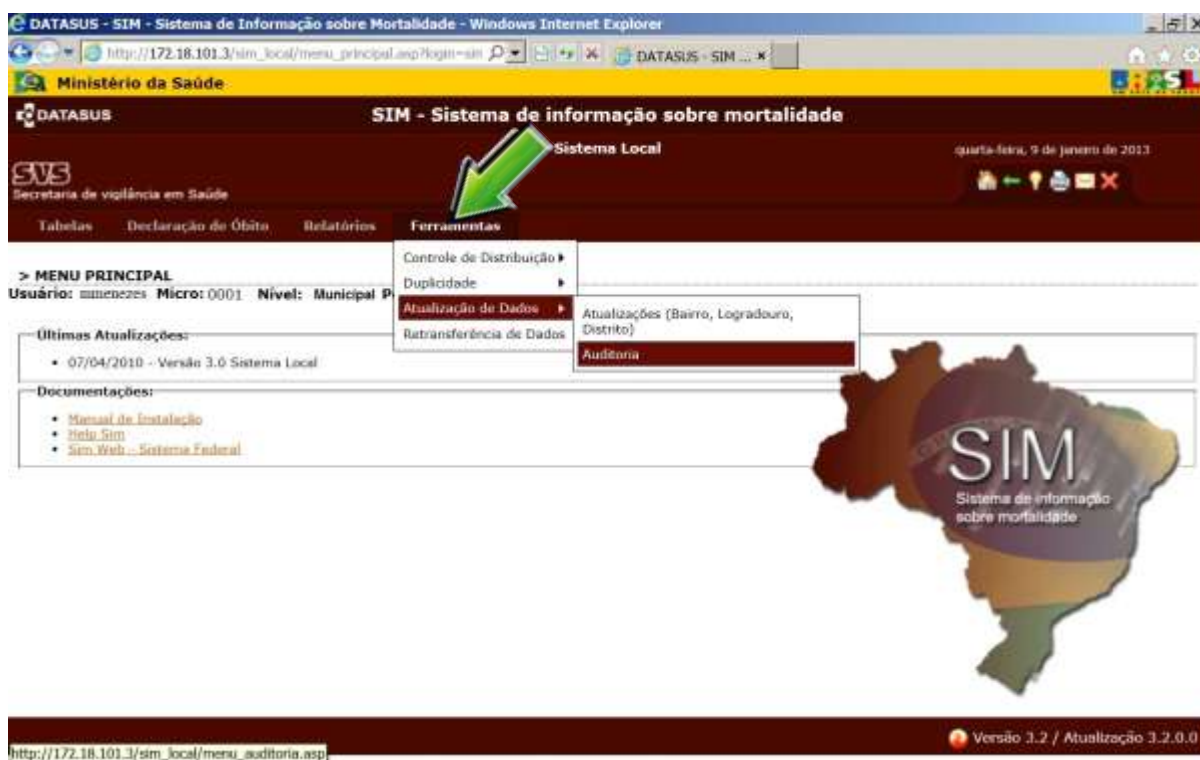 DATASUS - SIM - Sistema de Informação sobre Mortalidade - Windows Internet Explorer
http://172.18.101.3/sim_local/menu_principal.asp?login=sim
DATASUS - SIM ...
Ministério da Saúde
DATASUS
SIM - Sistema de informação sobre mortalidade
Sistema Local
quarta-feira, 9 de janeiro de 2013
SVS
Secretaria de vigilância em Saúde
Tabelas Declaração de Óbito Relatórios Ferramentas
Controle de Distribuição
Duplicidade
Atualização de Dados
Retransferência de Dados
Atualizações (Bairro, Logradouro,
Distrito)
Auditoria
> MENU PRINCIPAL
Usuário: mmenezes Micro: 0001 Nível: Municipal P
Últimas Atualizações:
• 07/04/2010 - Versão 3.0 Sistema Local
Documentações:
• Manual de Instalação
• Help Sim
• Sim Web - Sistema Federal
SIM
Sistema de informação
sobre mortalidade
Versão 3.2 / Atualização 3.2.0.0
http://172.18.101.3/sim_local/menu_auditoria.asp